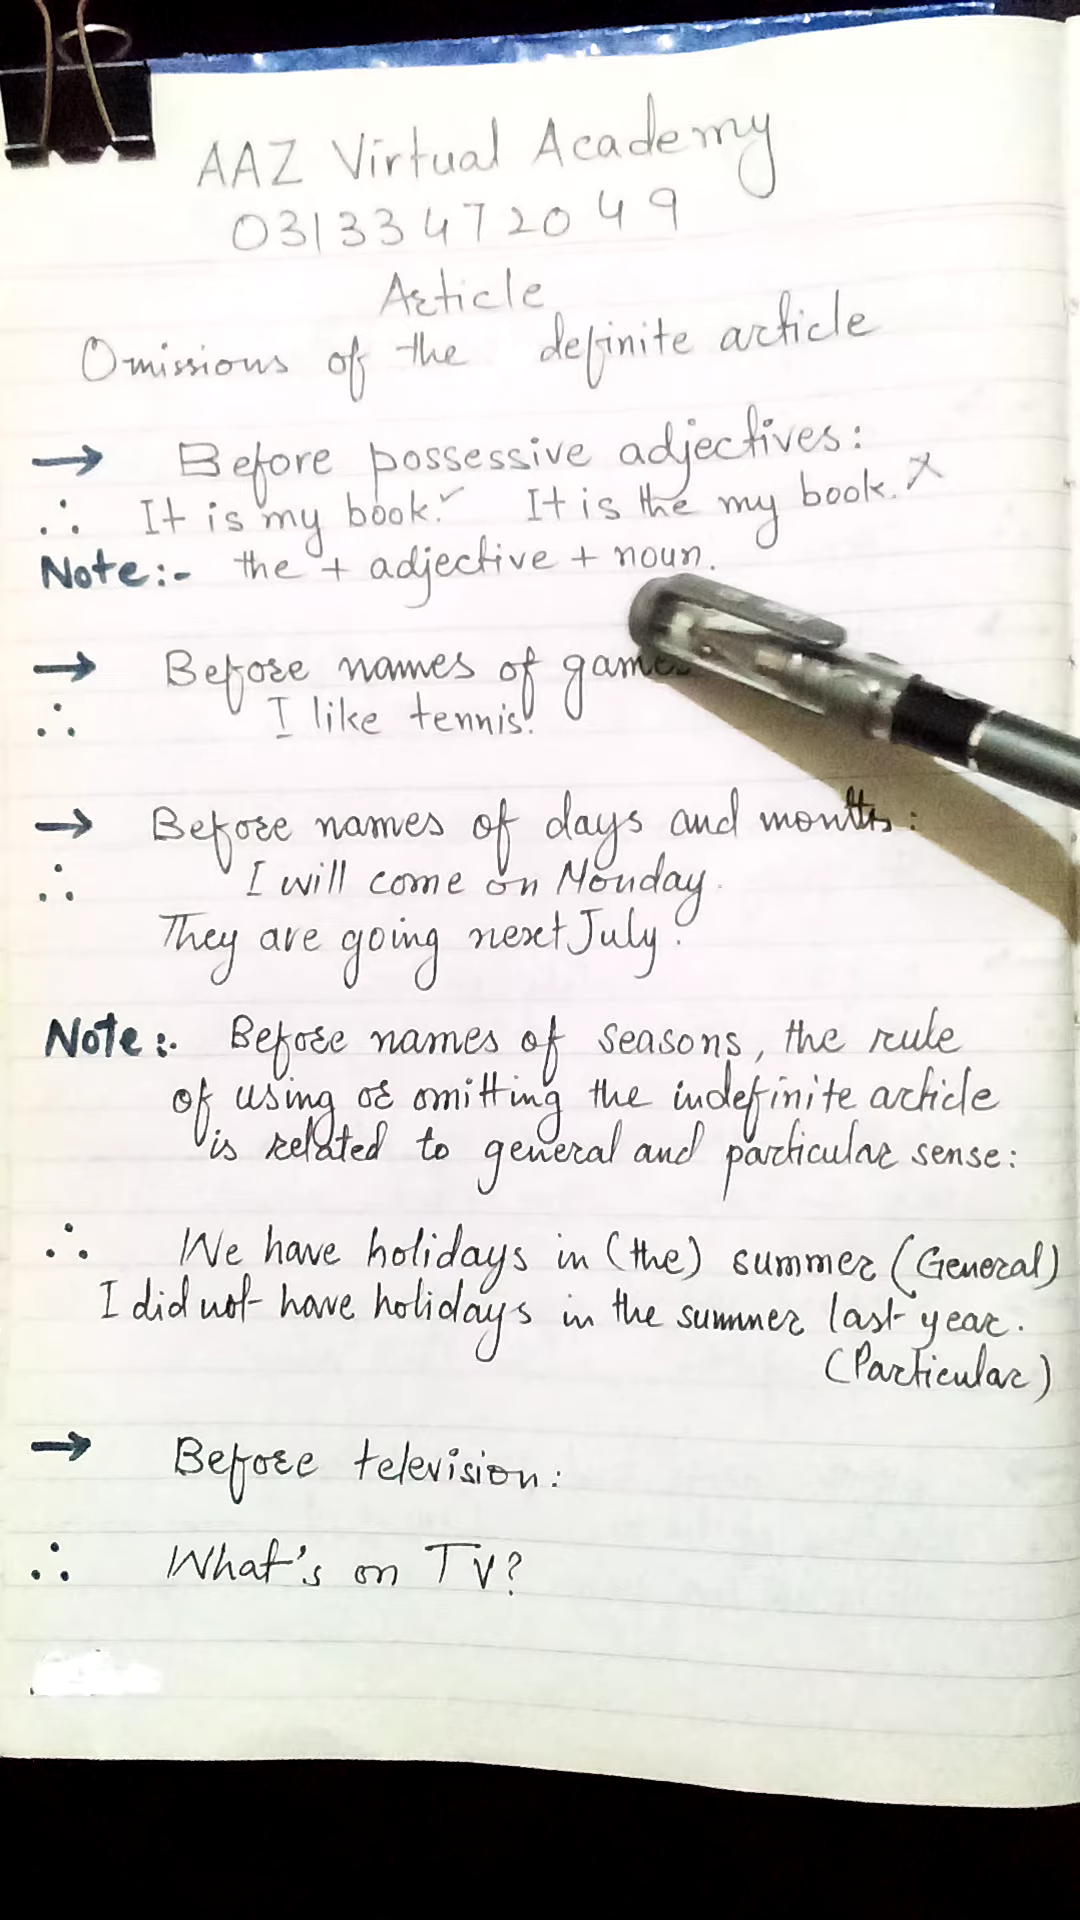 AAZ Virtual Academy
03133472049
Article
Omissions of the definite article
→ Before possessive adjectives:
∴ It is my book.✓ It is the my book.✗
Note:- the + adjective + noun.
→ Before names of games
∴ I like tennis.
→ Before names of days and months:
∴ I will come on Monday.
They are going next July.
Note:- Before names of seasons, the rule
of using or omitting the indefinite article
is related to general and particular sense:
∴ We have holidays in (the) summer (General)
I did not have holidays in the summer last year.
(Particular)
→ Before television:
∴ What's on TV?